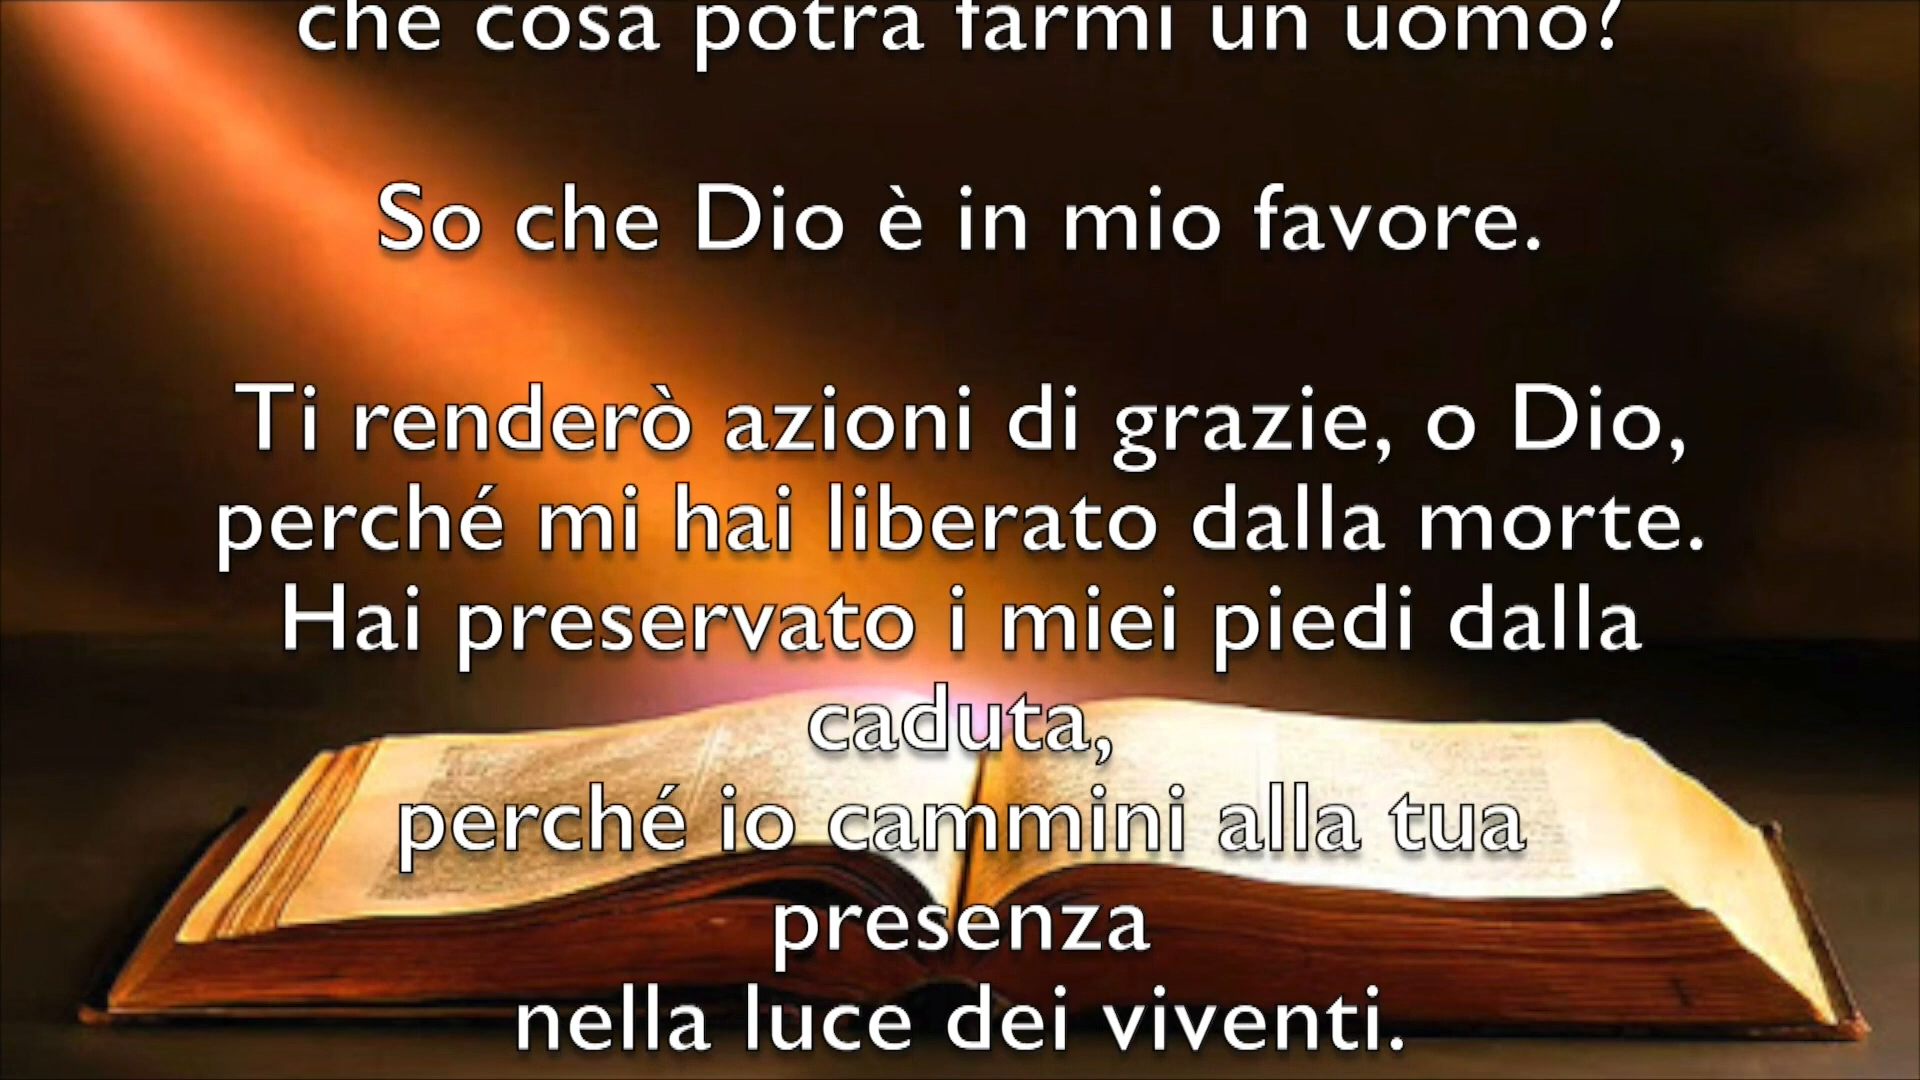 che cosa potrà farmi un uomo?
So che Dio è in mio favore.
Ti renderò azioni di grazie, o Dio,
perché mi hai liberato dalla morte.
Hai preservato i miei piedi dalla
caduta,
perché io cammini alla tua
presenza
nella luce dei viventi.